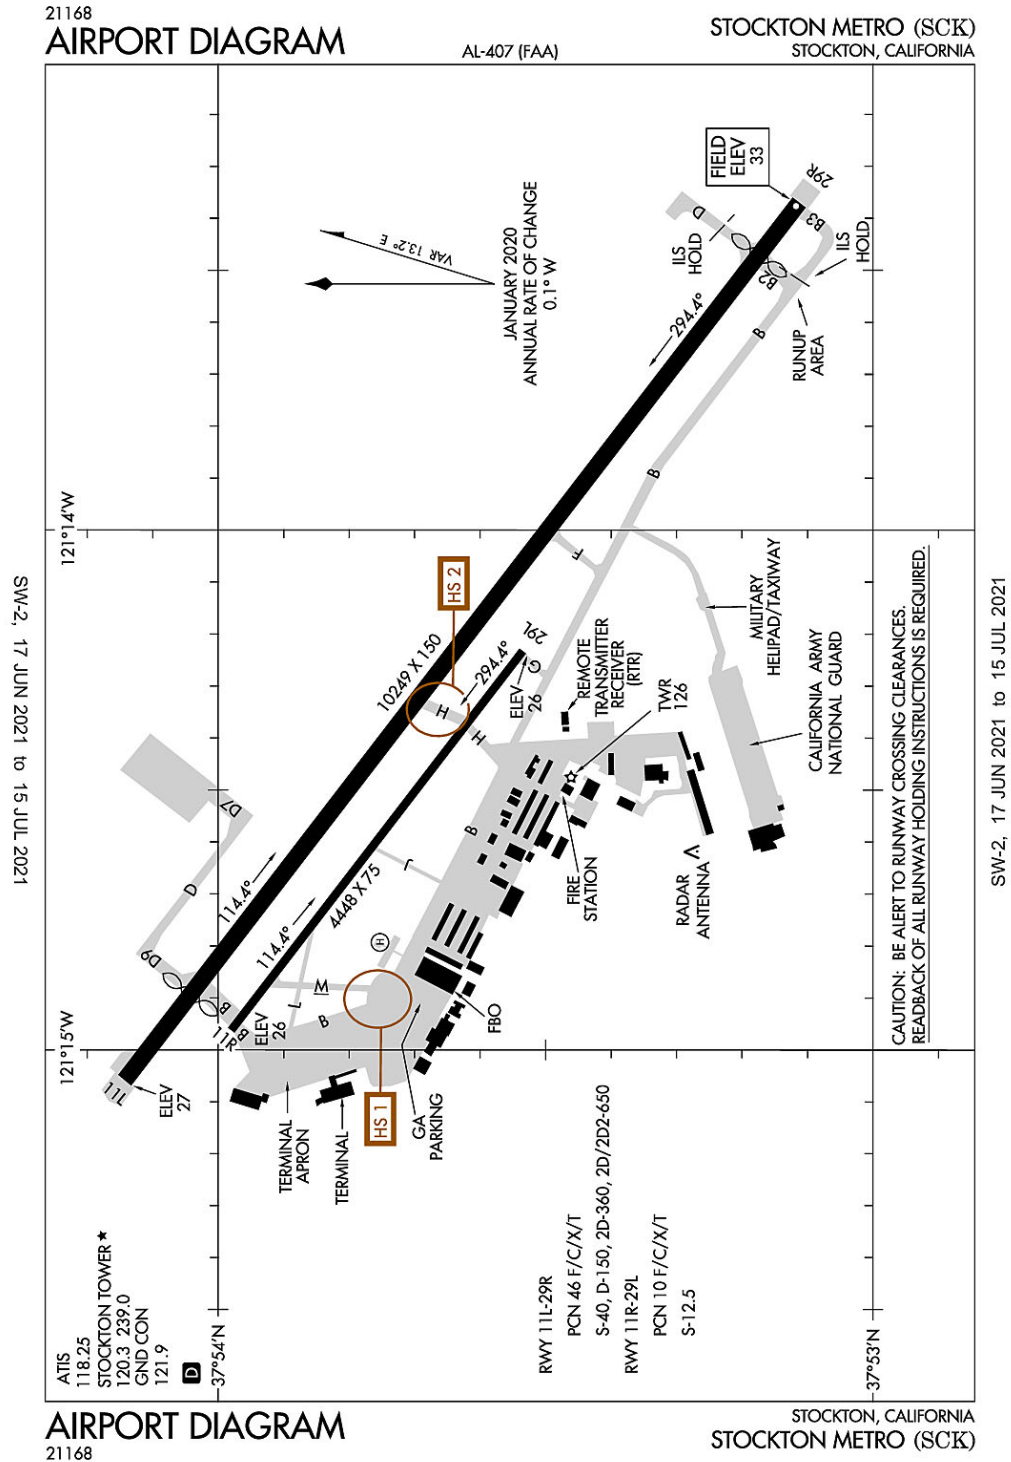 21168
AIRPORT DIAGRAM
AL-407 (FAA)
STOCKTON METRO (SCK)
STOCKTON, CALIFORNIA
FIELD
ELEV
33
29R
D
B3
ILS
HOLD
ILS
HOLD
B2
VAR 13.2° E
JANUARY 2020
ANNUAL RATE OF CHANGE
0.1° W
294.4°
B
RUNUP
AREA
B
121°14'W
F
HS 2
MILITARY
HELIPAD/TAXIWAY
10249 X 150
29L
294.4°
G
ELEV
26
REMOTE
TRANSMITTER
RECEIVER
(RTR)
TWR
126
CALIFORNIA ARMY
NATIONAL GUARD
H
H
D7
B
J
D
114.4°
4448 X 75
FIRE
STATION
RADAR
ANTENNA
114.4°
H
D9
M
L
B
B
B
11R
ELEV
26
FBO
121°15'W
11L
ELEV
27
TERMINAL
APRON
TERMINAL
HS 1
GA
PARKING
CAUTION: BE ALERT TO RUNWAY CROSSING CLEARANCES.
READBACK OF ALL RUNWAY HOLDING INSTRUCTIONS IS REQUIRED.
RWY 11L-29R
PCN 46 F/C/X/T
S-40, D-150, 2D-360, 2D/2D2-650
RWY 11R-29L
PCN 10 F/C/X/T
S-12.5
ATIS
118.25
STOCKTON TOWER★
120.3 239.0
GND CON
121.9
D
37°54'N
37°53'N
SW-2, 17 JUN 2021 to 15 JUL 2021
SW-2, 17 JUN 2021 to 15 JUL 2021
AIRPORT DIAGRAM
21168
STOCKTON, CALIFORNIA
STOCKTON METRO (SCK)